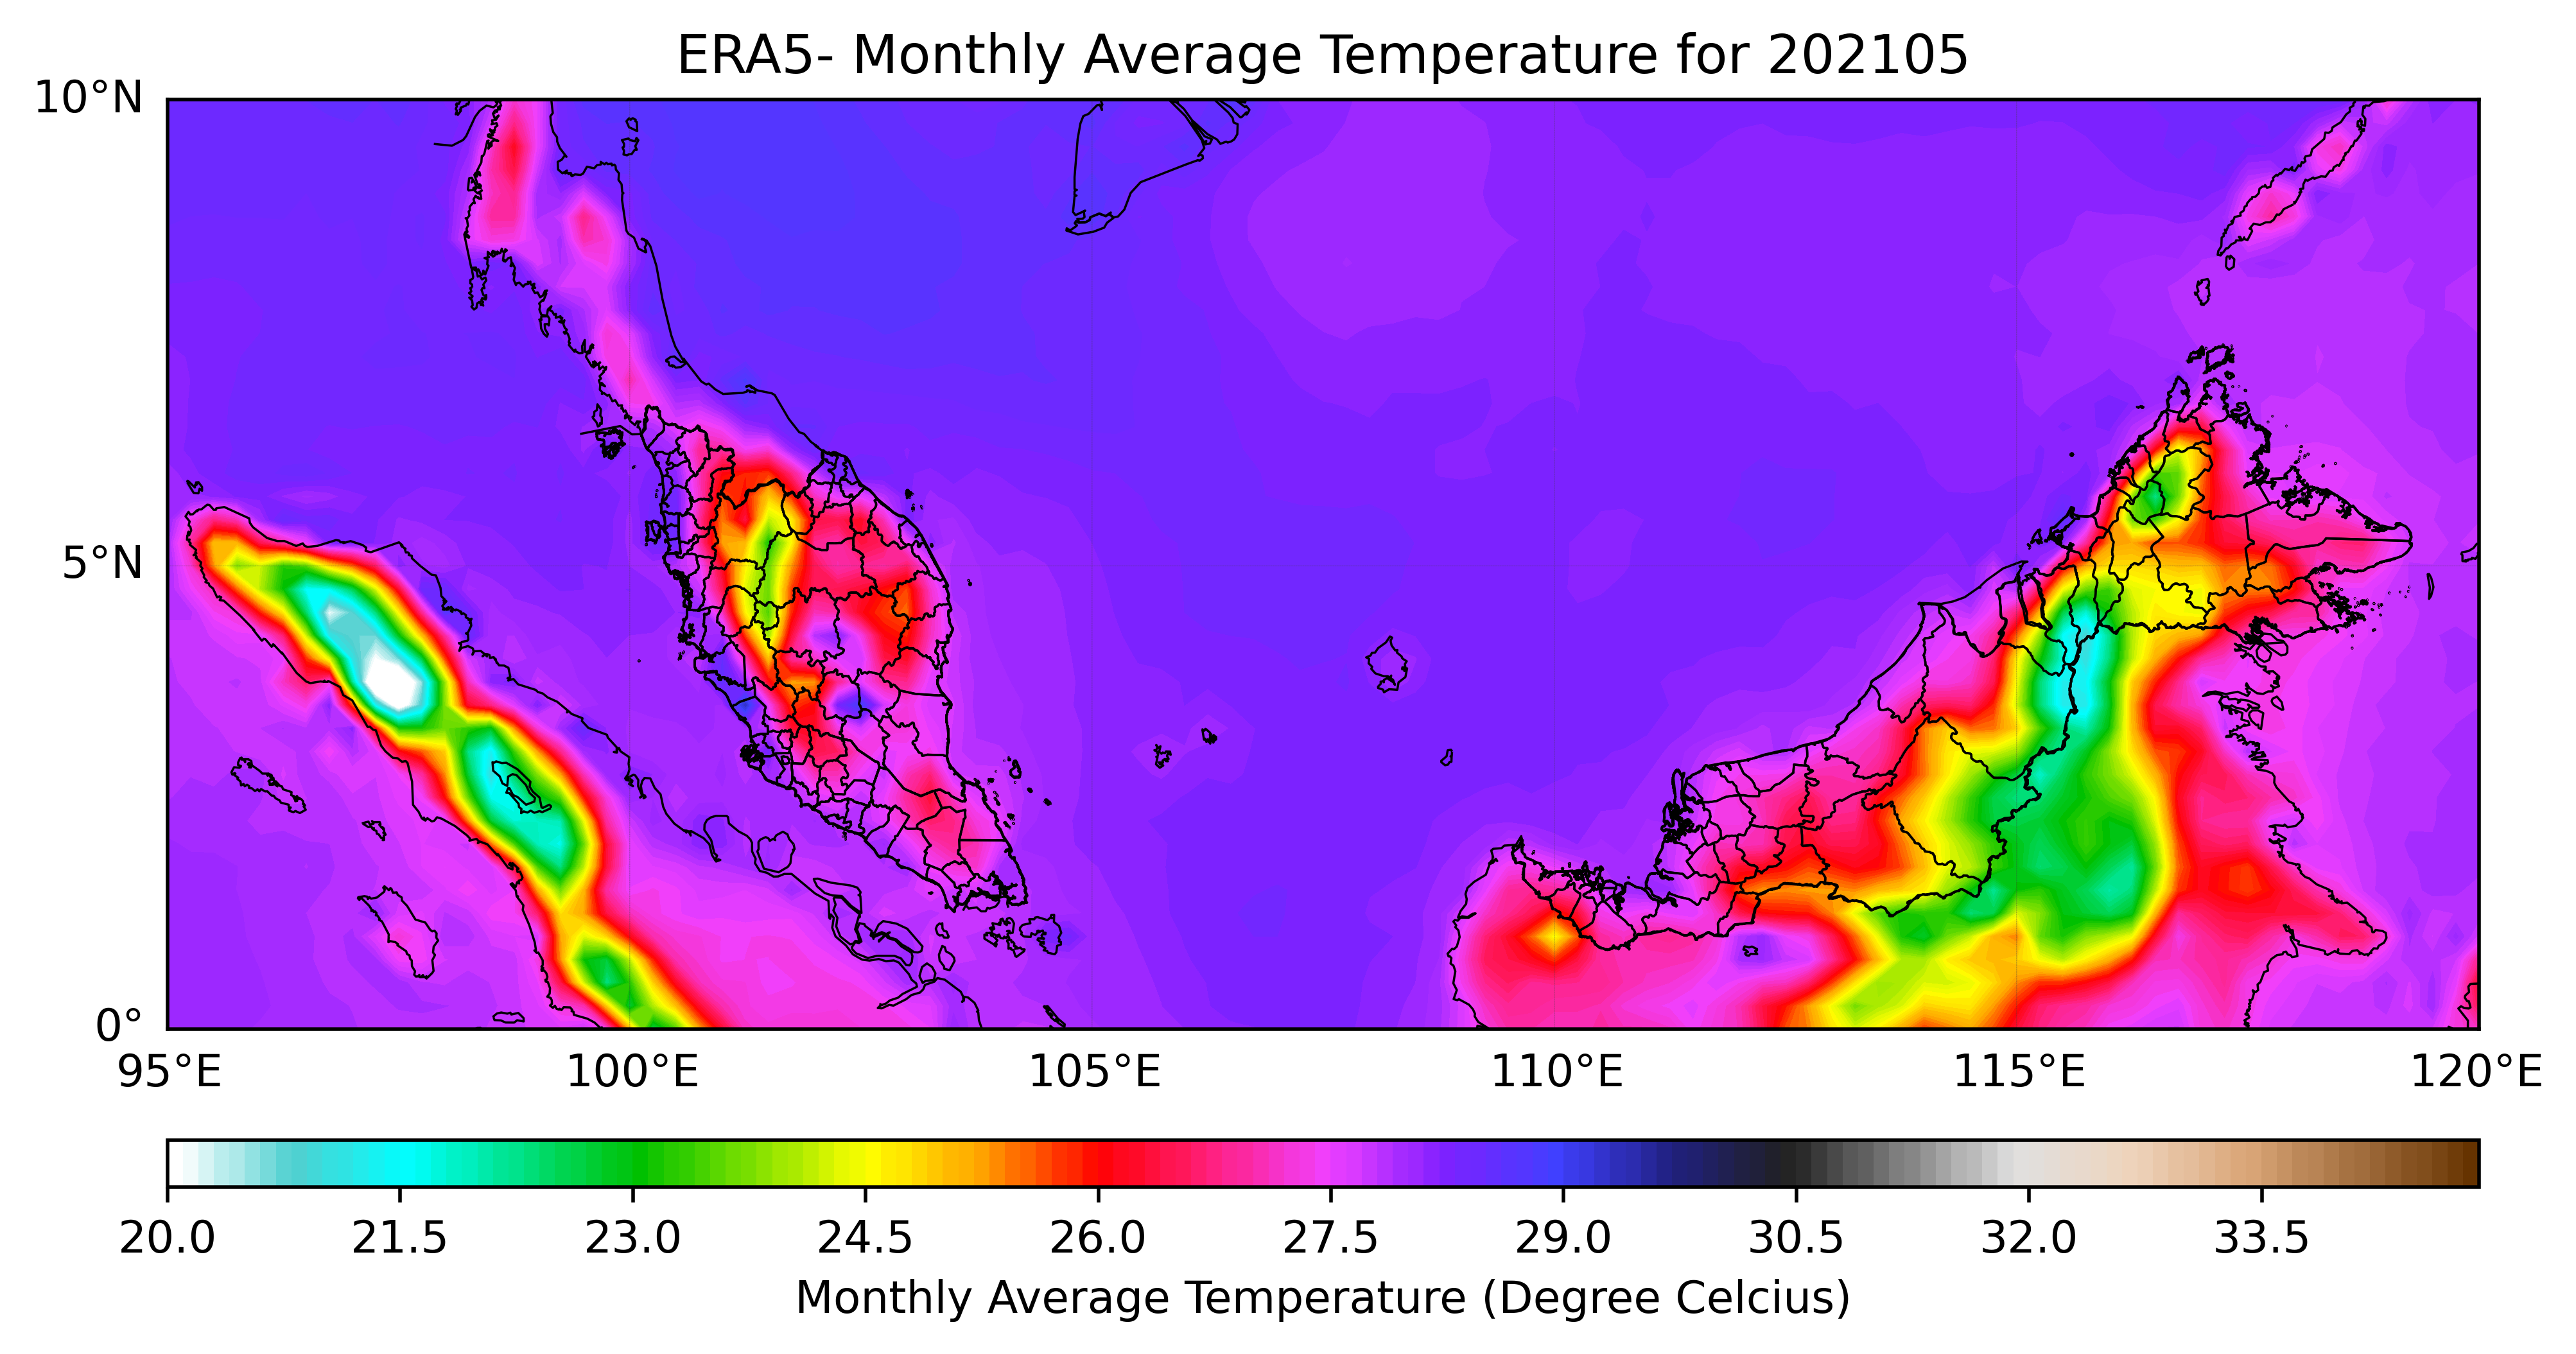 ERA5- Monthly Average Temperature for 202105
10°N
5°N
0°
95°E 100°E 105°E 110°E 115°E 120°E
20.0 21.5 23.0 24.5 26.0 27.5 29.0 30.5 32.0 33.5
Monthly Average Temperature (Degree Celcius)